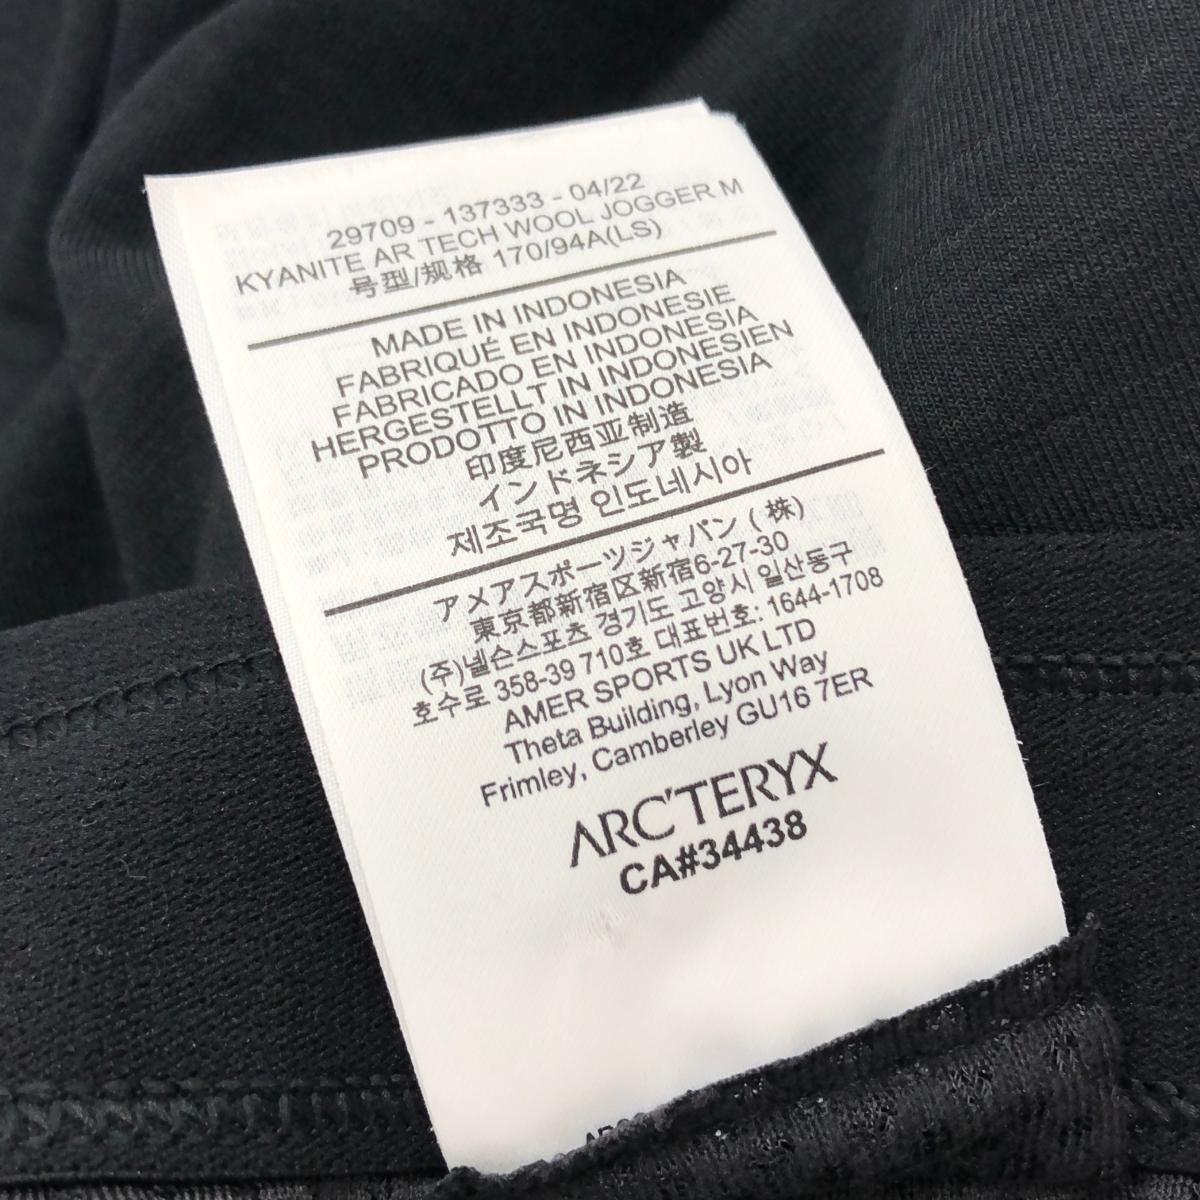 29709 - 137333 - 04/22
KYANITE AR TECH WOOL JOGGER M
号型/规格 170/94A(LS)
MADE IN INDONESIA
FABRIQUÉ EN INDONESIE
FABRICADO EN INDONESIA
HERGESTELLT IN INDONESIEN
PRODOTTO IN INDONESIA
印度尼西亚制造
インドネシア製
제조국명 인도네시아
アメアスポーツジャパン (株)
東京都新宿区新宿6-27-30
(주)넬슨스포츠 경기도 고양시 일산동구
호수로 358-39 710호 대표번호: 1644-1708
AMER SPORTS UK LTD
Theta Building, Lyon Way
Frimley, Camberley GU16 7ER
ARC'TERYX
CA#34438